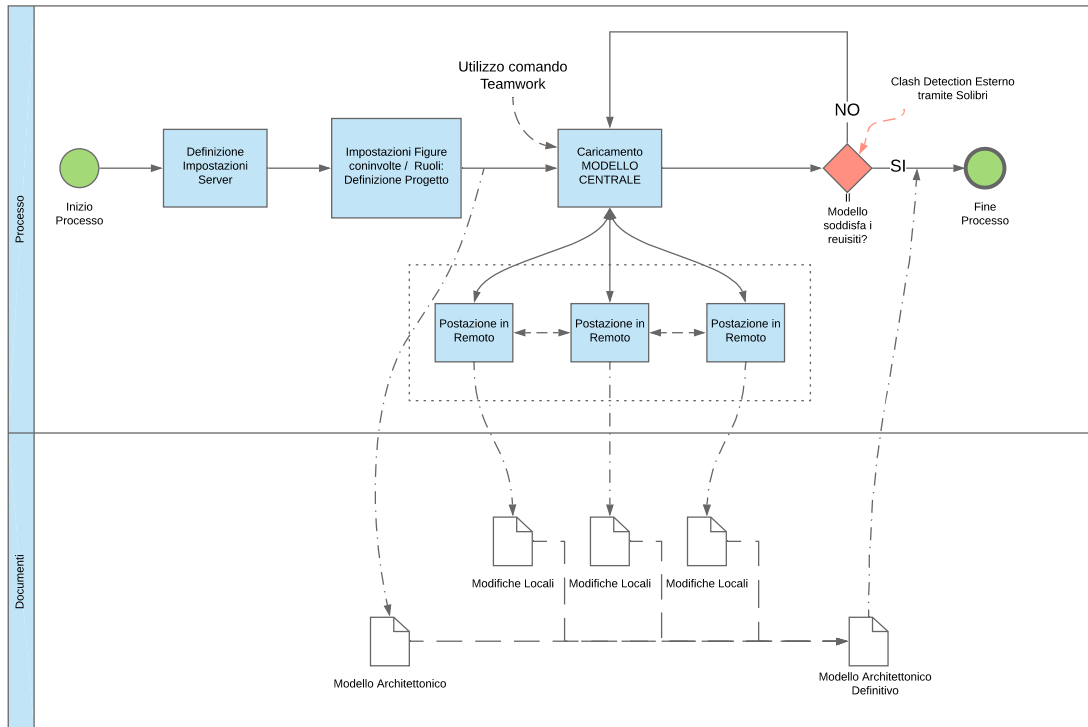 Processo
Utilizzo comando
Teamwork
Clash Detection Esterno
tramite Solibri
NO
Inizio
Processo
Definizione
Impostazioni
Server
Impostazioni Figure
coninvolte / Ruoli:
Definizione Progetto
Caricamento
MODELLO
CENTRALE
SI
Il
Modello
soddisfa i
reuisiti?
Fine
Processo
Postazione in
Remoto
Postazione in
Remoto
Postazione in
Remoto
Documenti
Modifiche Locali
Modifiche Locali
Modifiche Locali
Modello Architettonico
Modello Architettonico
Definitivo